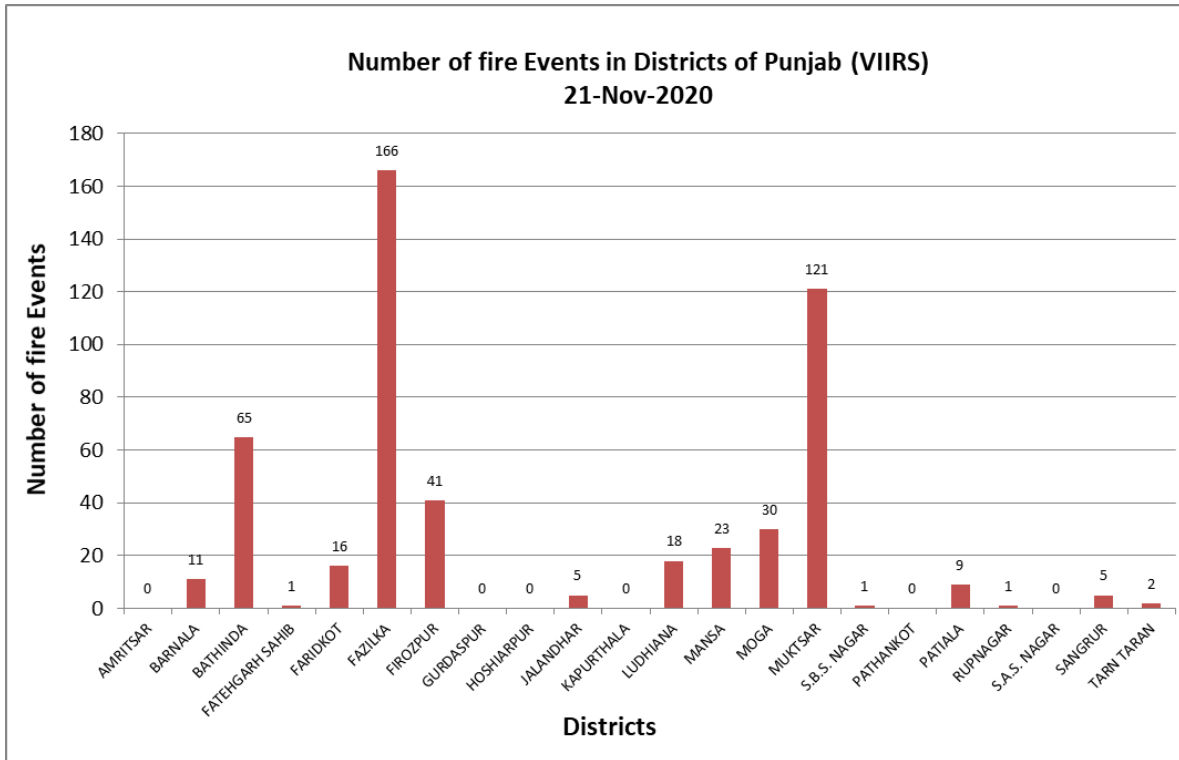 Number of fire Events in Districts of Punjab (VIIRS)
21-Nov-2020
Number of fire Events
180
160
140
120
100
80
60
40
20
0
0
11
65
1
16
166
41
0
0
5
0
18
23
30
121
1
0
9
1
0
5
2
AMRITSAR
BARNALA
BATHINDA
FATEHGARH SAHIB
FARIDKOT
FAZILKA
FIROZPUR
GURDASPUR
HOSHIARPUR
JALANDHAR
KAPURTHALA
LUDHIANA
MANSA
MOGA
MUKTSAR
S.B.S. NAGAR
PATHANKOT
PATIALA
RUPNAGAR
S.A.S. NAGAR
SANGRUR
TARN TARAN
Districts